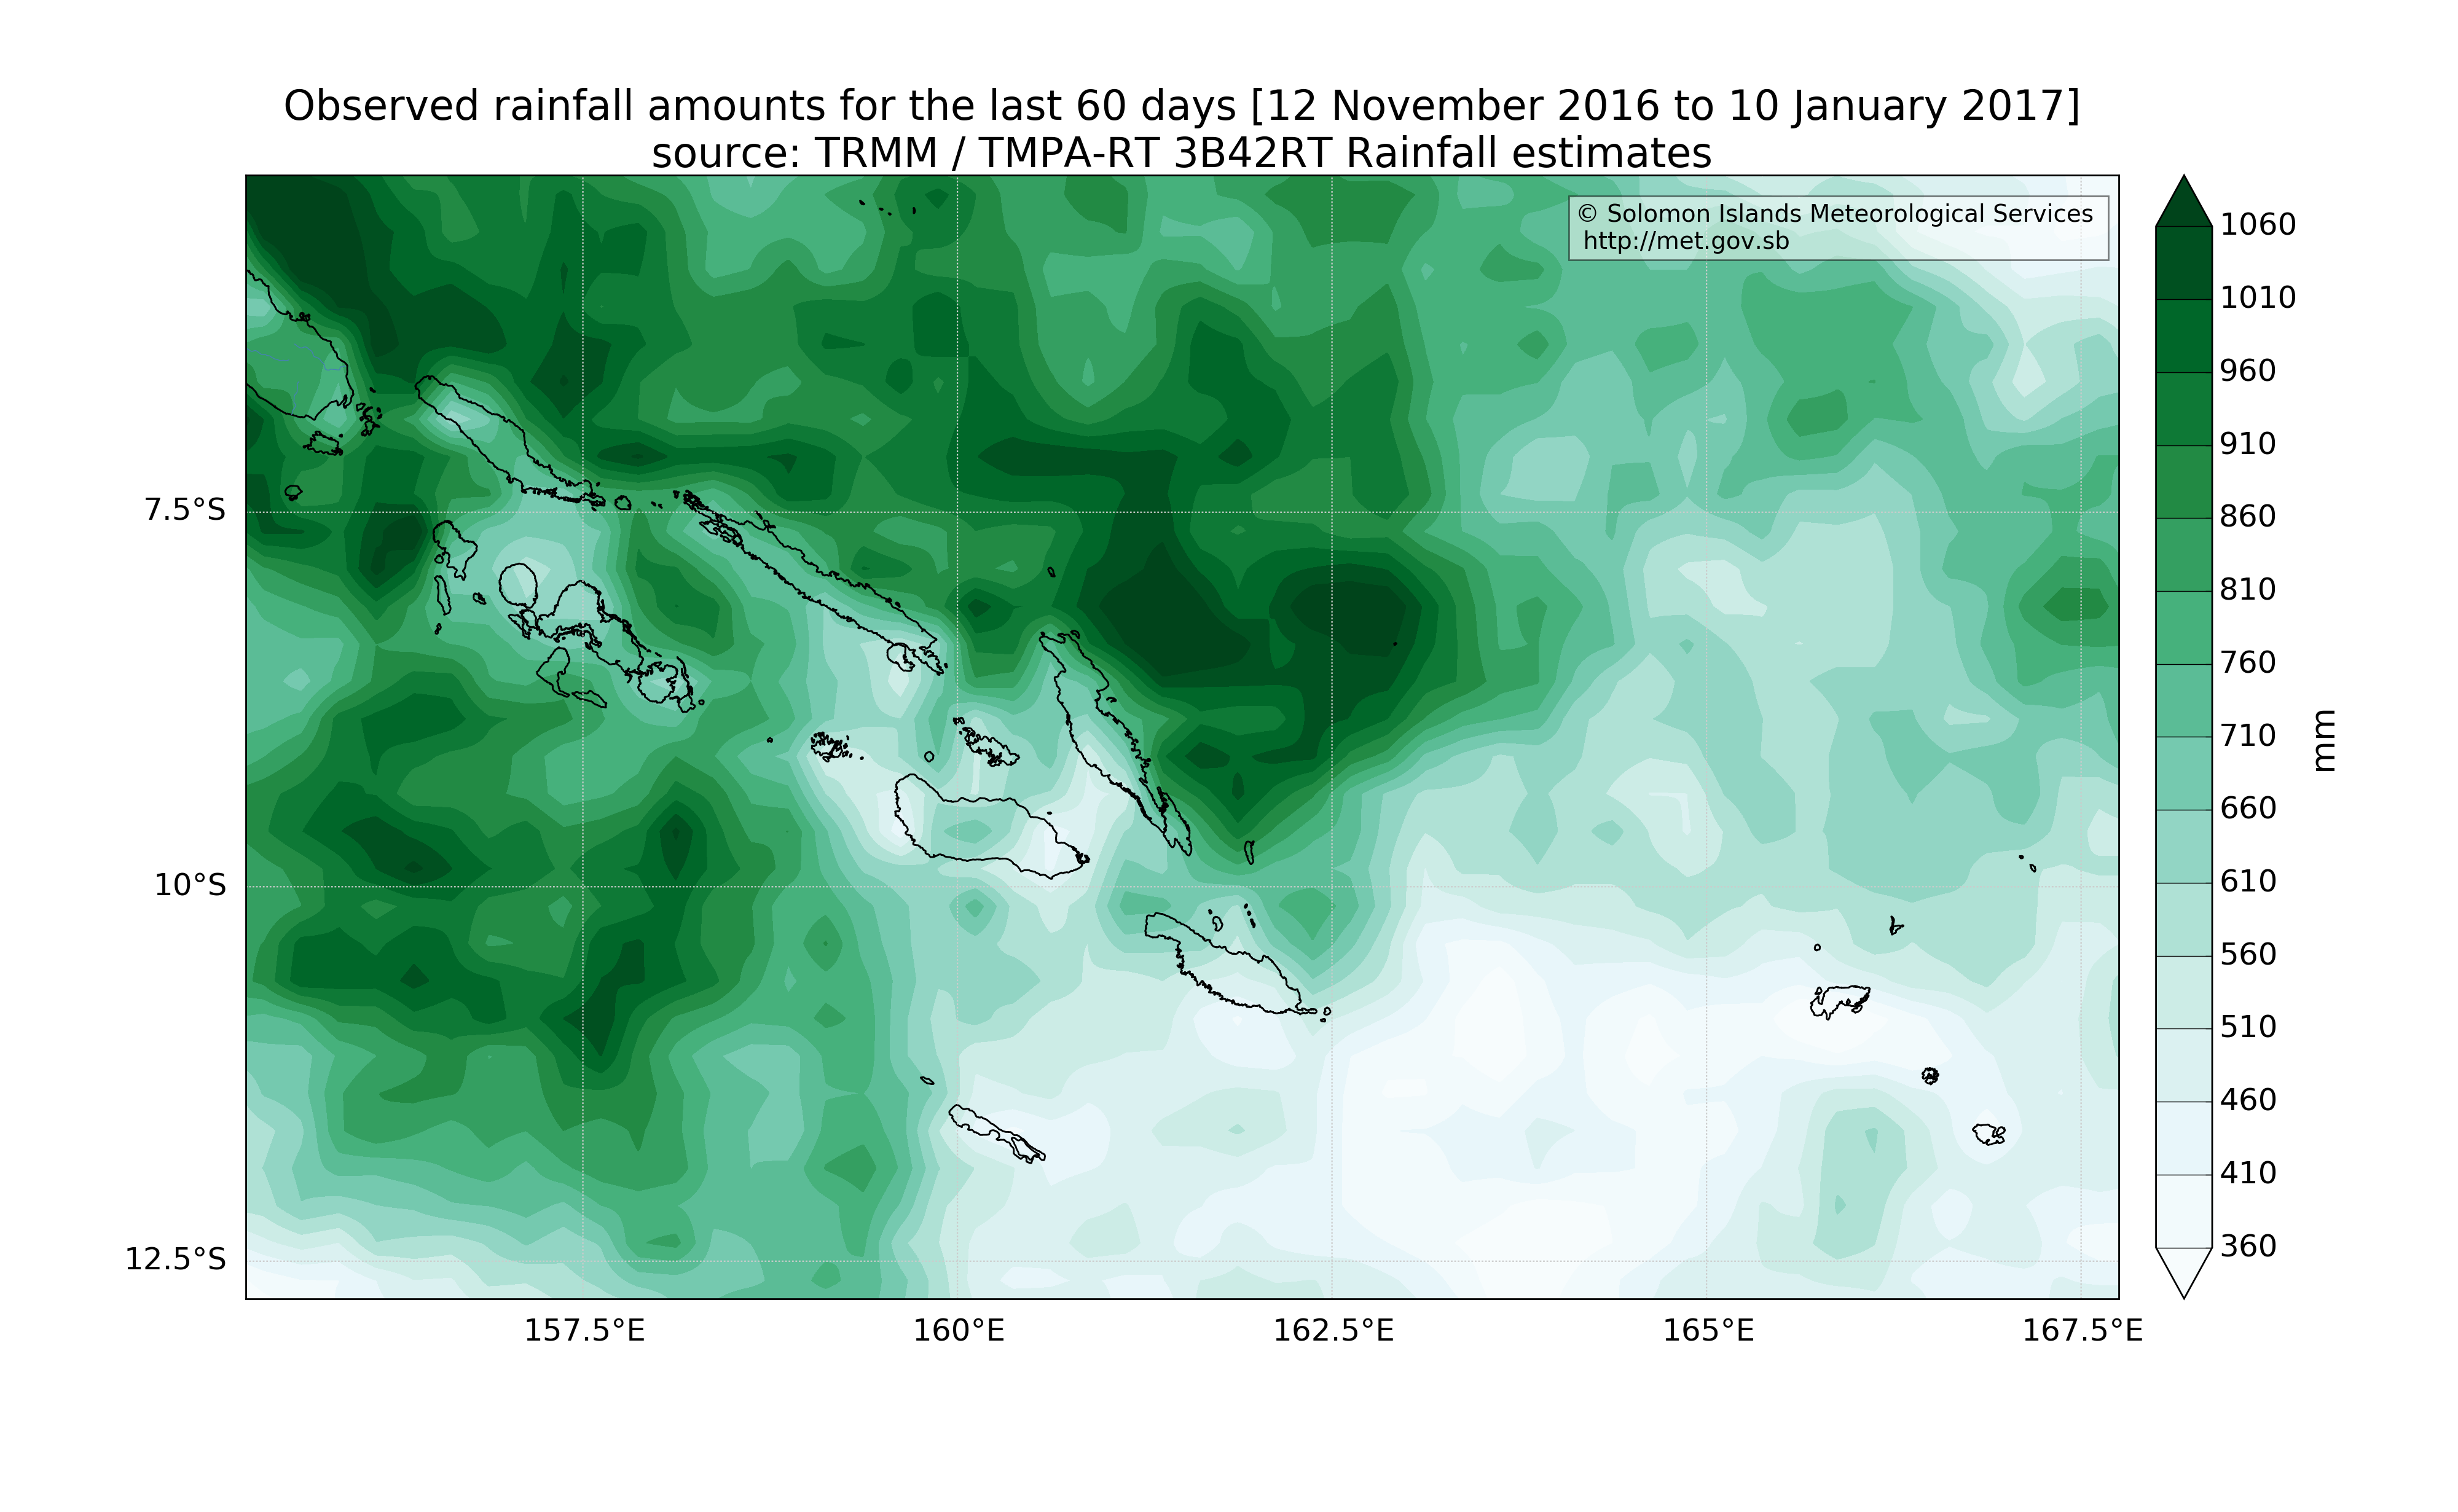 Observed rainfall amounts for the last 60 days [12 November 2016 to 10 January 2017]
source: TRMM / TMPA-RT 3B42RT Rainfall estimates
© Solomon Islands Meteorological Services
http://met.gov.sb
7.5°S
10°S
12.5°S
157.5°E
160°E
162.5°E
165°E
167.5°E
1060
1010
960
910
860
810
760
710
660
610
560
510
460
410
360
mm